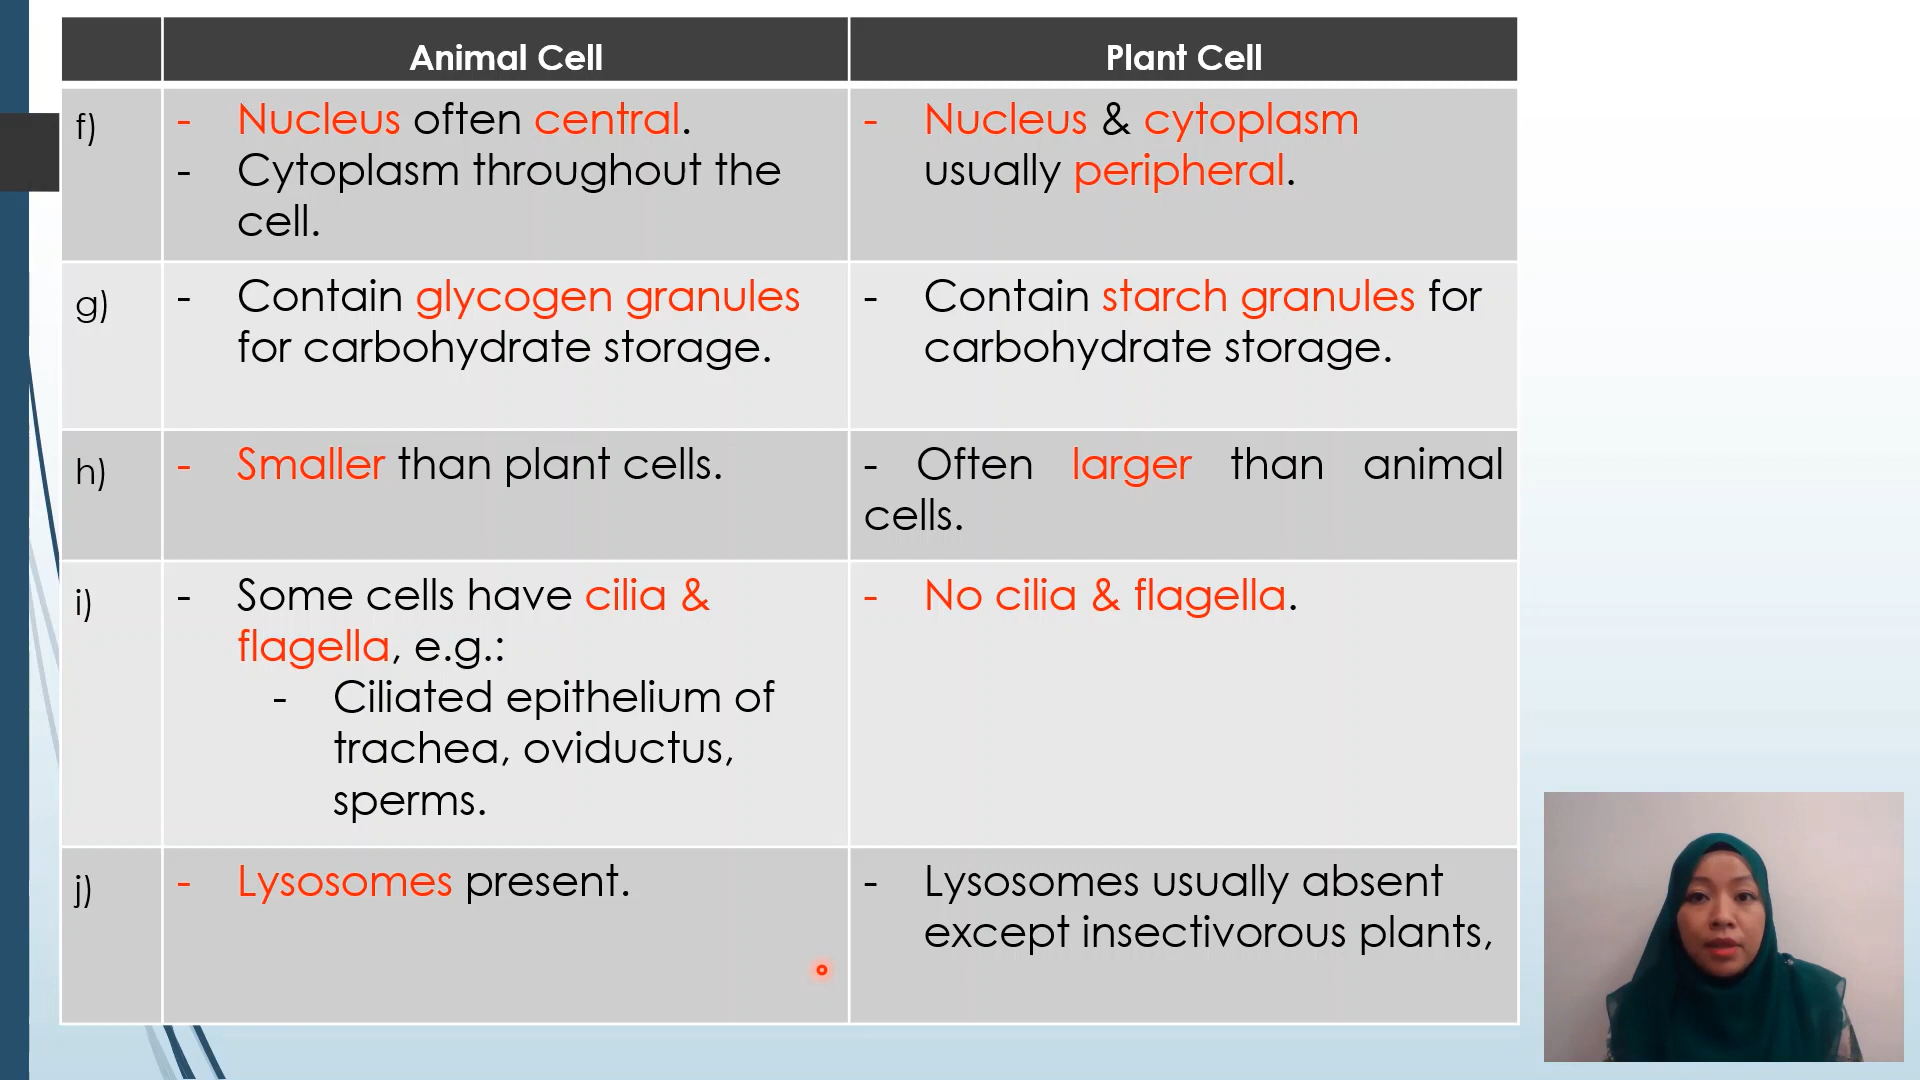 Animal Cell
Plant Cell
f)
- Nucleus often central.
- Cytoplasm throughout the
cell.
- Nucleus & cytoplasm
usually peripheral.
g)
- Contain glycogen granules
for carbohydrate storage.
- Contain starch granules for
carbohydrate storage.
h)
- Smaller than plant cells.
- Often larger than animal
cells.
i)
- Some cells have cilia &
flagella, e.g.:
- Ciliated epithelium of
trachea, oviductus,
sperms.
- No cilia & flagella.
j)
- Lysosomes present.
- Lysosomes usually absent
except insectivorous plants,